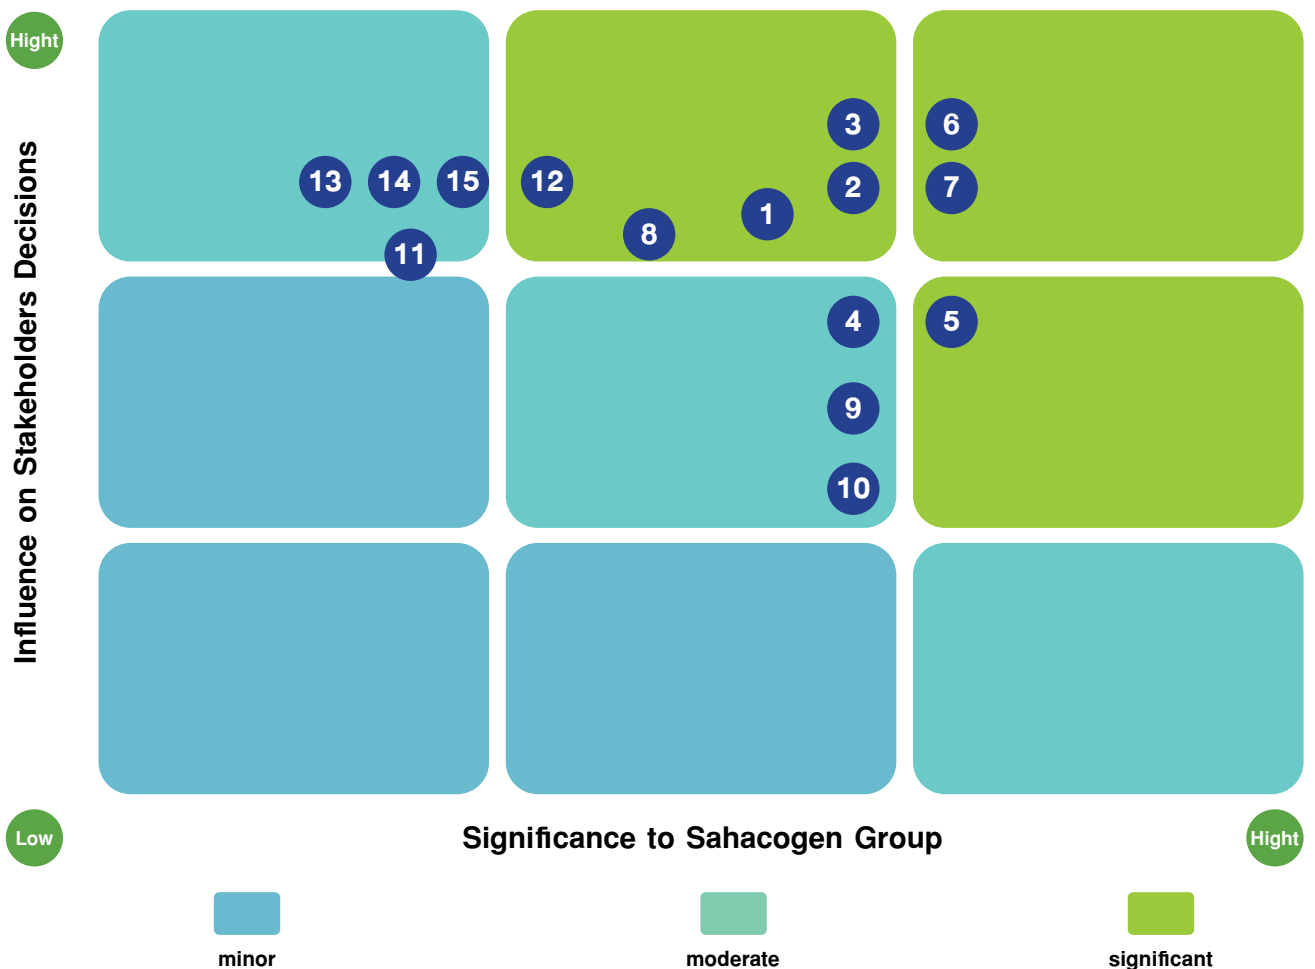 Hight
Influence on Stakeholders Decisions
3
6
13
14
15
12
2
7
1
8
11
4
5
9
10
Low
Significance to Sahacogen Group
Hight
minor
moderate
significant